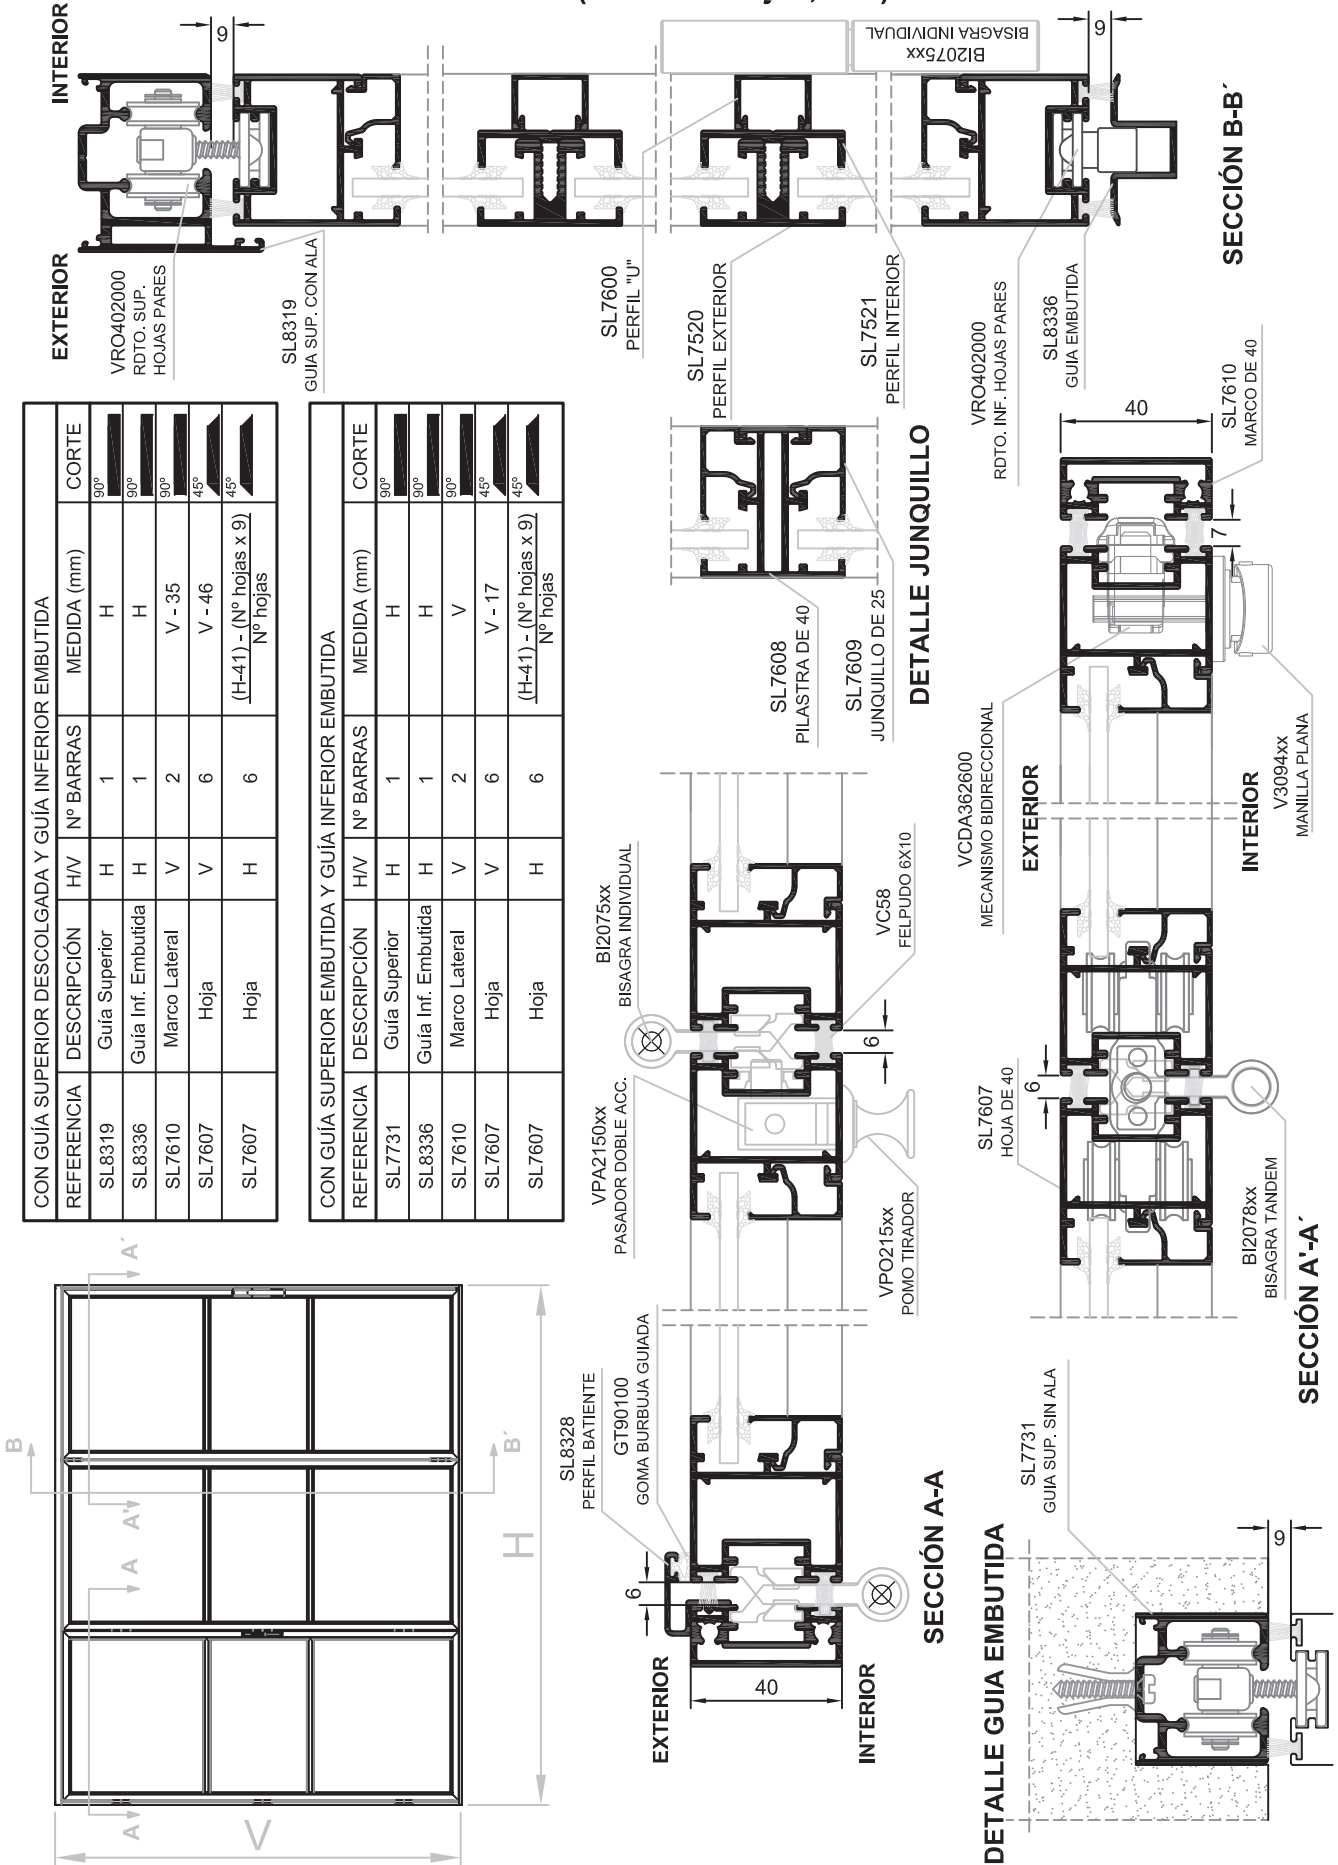 CON GUÍA SUPERIOR DESCOLGADA Y GUÍA INFERIOR EMBUTIDA
REFERENCIA DESCRIPCIÓN H/V Nº BARRAS MEDIDA (mm) CORTE
SL8319 Guía Superior H 1 H 90º
SL8336 Guía Inf. Embutida H 1 H 90º
SL7610 Marco Lateral V 2 V - 35 90º
SL7607 Hoja V 6 V - 46 45º
SL7607 Hoja H 6 (H-41) - (Nº hojas x 9) 45º
Nº hojas
CON GUÍA SUPERIOR EMBUTIDA Y GUÍA INFERIOR EMBUTIDA
REFERENCIA DESCRIPCIÓN H/V Nº BARRAS MEDIDA (mm) CORTE
SL7731 Guía Superior H 1 H 90º
SL8336 Guía Inf. Embutida H 1 H 90º
SL7610 Marco Lateral V 2 V 90º
SL7607 Hoja V 6 V - 17 45º
SL7607 Hoja H 6 (H-41) - (Nº hojas x 9) 45º
Nº hojas
A
A
A'
A´
B
B´
V
H
EXTERIOR
INTERIOR
9
VRO402000
RDTO. SUP.
HOJAS PARES
SL8319
GUIA SUP. CON ALA
SL7600
PERFIL "U"
SL7520
PERFIL EXTERIOR
SL7521
PERFIL INTERIOR
BI2075xx
BISAGRA INDIVIDUAL
9
VRO402000
RDTO. INF. HOJAS PARES
SL8336
GUIA EMBUTIDA
SECCIÓN B-B´
SL7608
PILASTRA DE 40
SL7609
JUNQUILLO DE 25
DETALLE JUNQUILLO
EXTERIOR
INTERIOR
40
6
SL8328
PERFIL BATIENTE
GT90100
GOMA BURBUJA GUIADA
VPA2150xx
PASADOR DOBLE ACC.
VPO215xx
POMO TIRADOR
BI2075xx
BISAGRA INDIVIDUAL
6
VC58
FELPUDO 6X10
SECCIÓN A-A
SL7607
HOJA DE 40
6
BI2078xx
BISAGRA TANDEM
EXTERIOR
INTERIOR
VCDA362600
MECANISMO BIDIRECCIONAL
V3094xx
MANILLA PLANA
7
40
SL7610
MARCO DE 40
SECCIÓN A'-A´
DETALLE GUIA EMBUTIDA
SL7731
GUIA SUP. SIN ALA
9